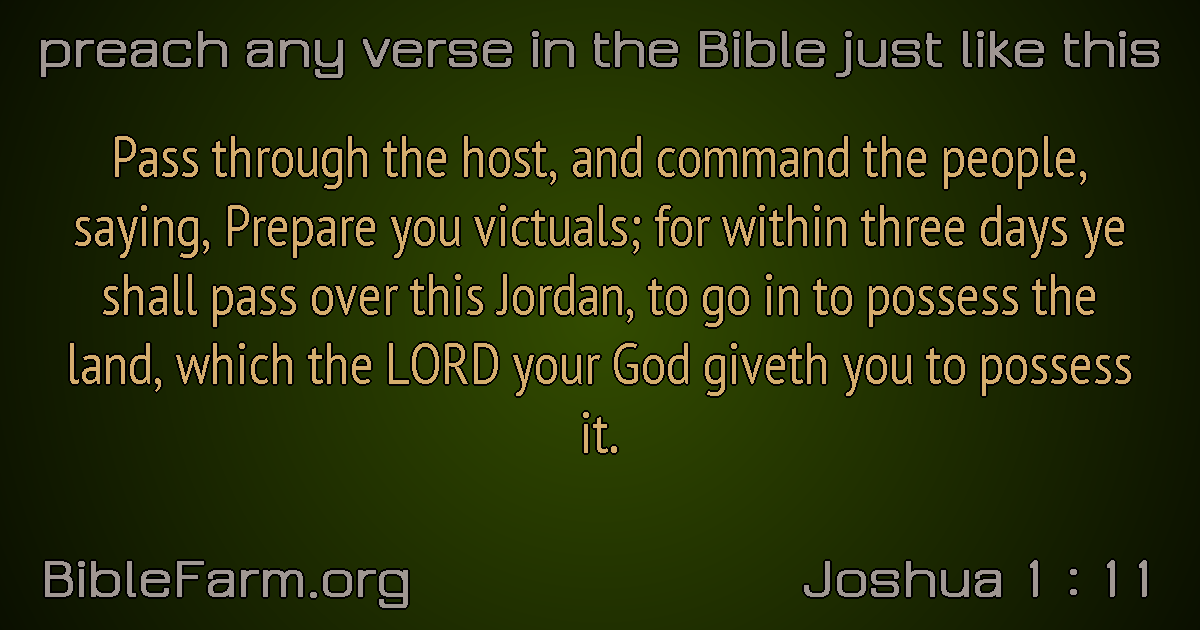 preach any verse in the Bible just like this
Pass through the host, and command the people,
saying, Prepare you victuals; for within three days ye
shall pass over this Jordan, to go in to possess the
land, which the LORD your God giveth you to possess
it.
BibleFarm.org
Joshua 1 : 11